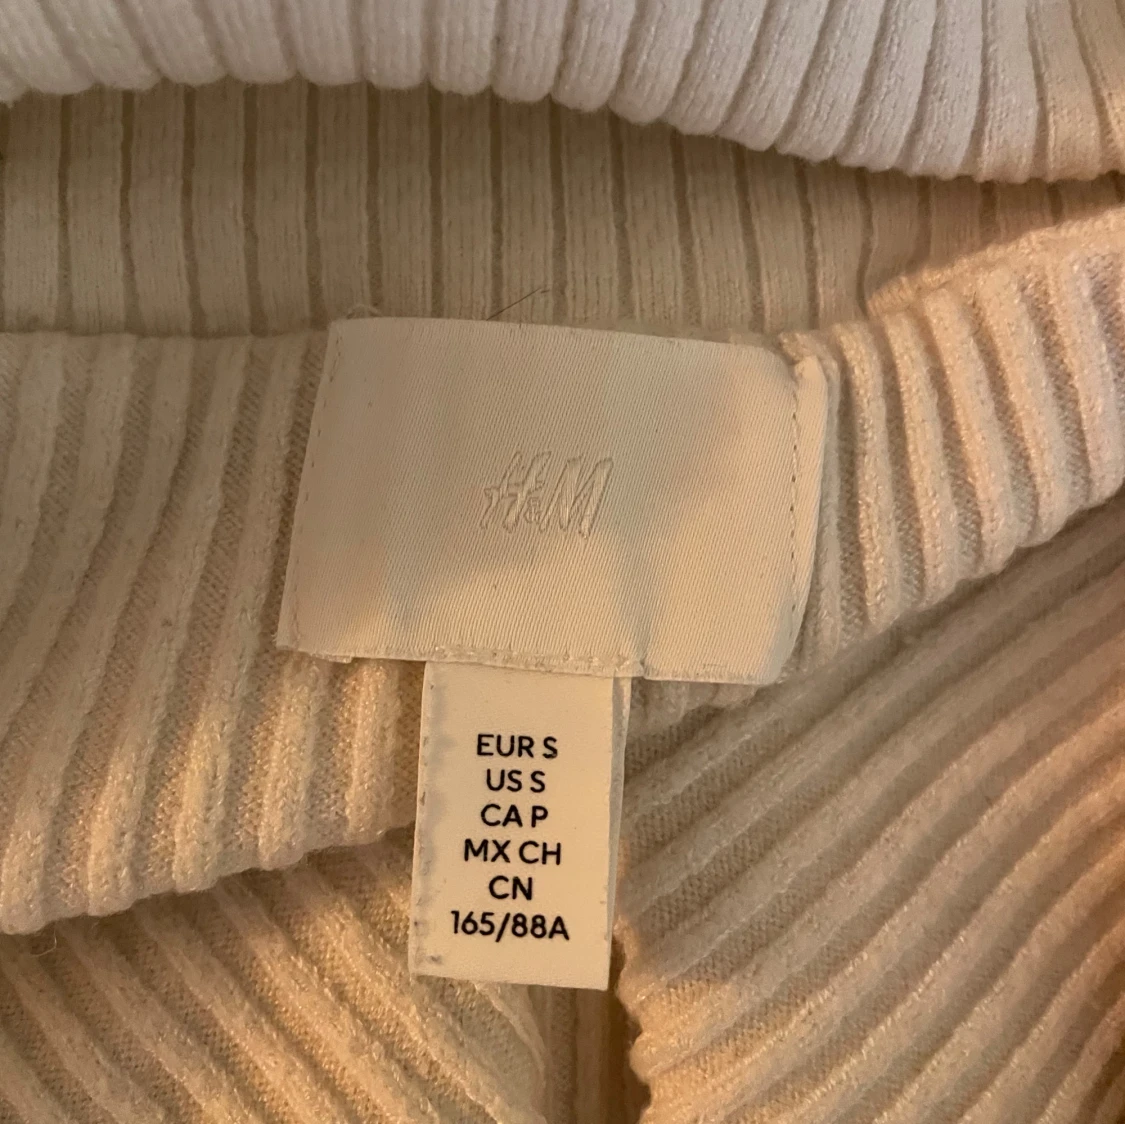 H&M
EUR S
US S
CA P
MX CH
CN
165/88A